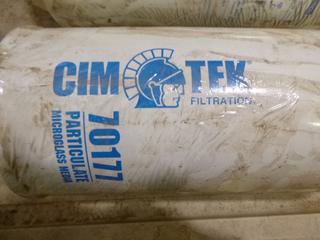 CIM TEK
FILTRATION
70177
PARTICULATE
MICROGLASS MEDIA